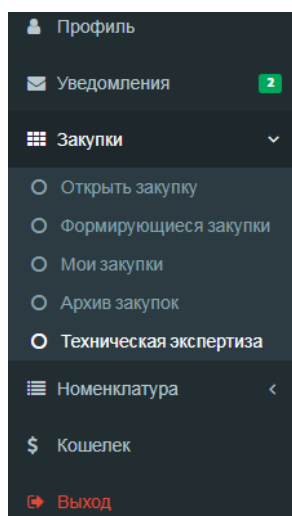 Профиль
Уведомления 2
Закупки
Открыть закупку
Формирующиеся закупки
Мои закупки
Архив закупок
Техническая экспертиза
Номенклатура
$ Кошелек
Выход